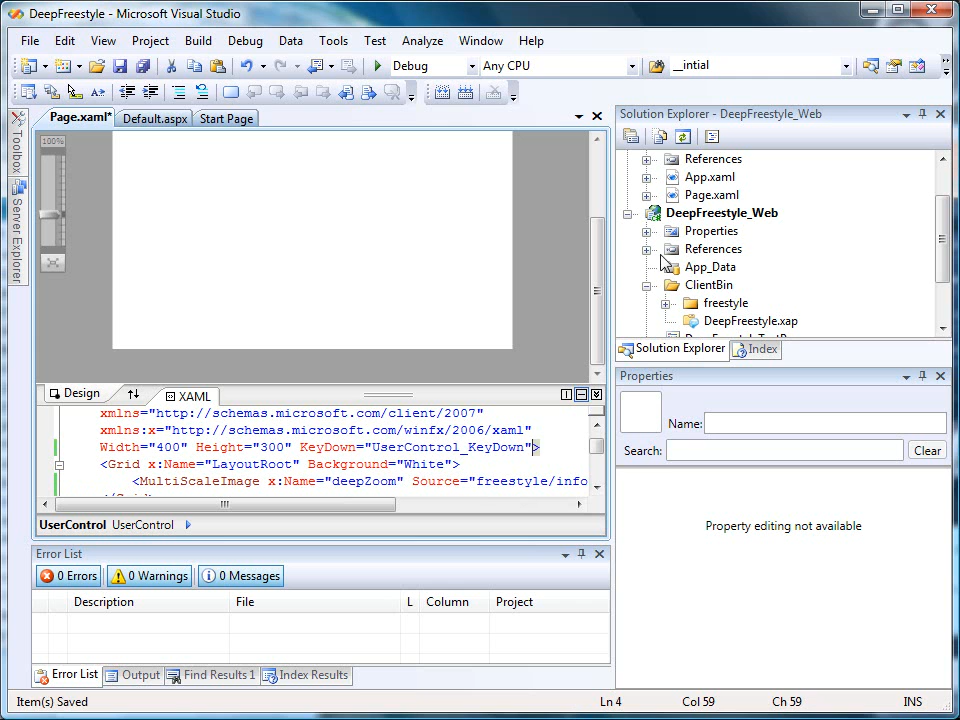 DeepFreestyle - Microsoft Visual Studio
File Edit View Project Build Debug Data Tools Test Analyze Window Help
Debug Any CPU __intial
Page.xaml* Default.aspx Start Page
Solution Explorer - DeepFreestyle_Web
Toolbox
Server Explorer
100%
References
App.xaml
Page.xaml
DeepFreestyle_Web
Properties
References
App_Data
ClientBin
freestyle
DeepFreestyle.xap
Solution Explorer Index
Properties
Name:
Search: Clear
Property editing not available
Design XAML
xmlns="http://schemas.microsoft.com/client/2007"
xmlns:x="http://schemas.microsoft.com/winfx/2006/xaml"
Width="400" Height="300" KeyDown="UserControl_KeyDown">
<Grid x:Name="LayoutRoot" Background="White">
<MultiScaleImage x:Name="deepZoom" Source="freestyle/info
UserControl UserControl
Error List
0 Errors 0 Warnings 0 Messages
Description File L Column Project
Error List Output Find Results 1 Index Results
Item(s) Saved Ln 4 Col 59 Ch 59 INS